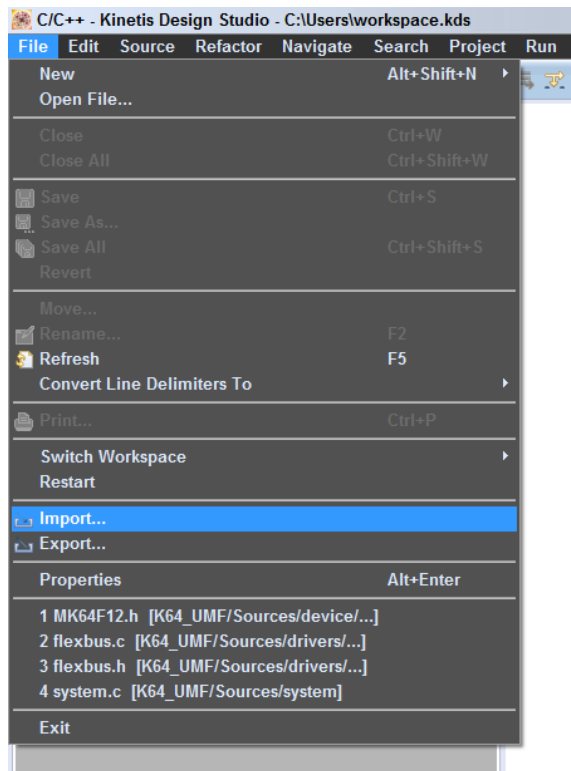 C/C++ - Kinetis Design Studio - C:\Users\workspace.kds
File Edit Source Refactor Navigate Search Project Run
New Alt+Shift+N
Open File...
Close Ctrl+W
Close All Ctrl+Shift+W
Save Ctrl+S
Save As...
Save All Ctrl+Shift+S
Revert
Move...
Rename... F2
Refresh F5
Convert Line Delimiters To
Print... Ctrl+P
Switch Workspace
Restart
Import...
Export...
Properties Alt+Enter
1 MK64F12.h [K64_UMF/Sources/device/...]
2 flexbus.c [K64_UMF/Sources/drivers/...]
3 flexbus.h [K64_UMF/Sources/drivers/...]
4 system.c [K64_UMF/Sources/system]
Exit